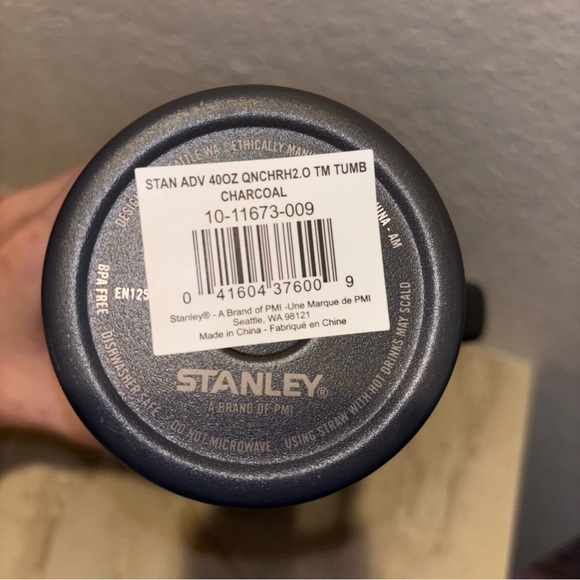 STAN ADV 40OZ QNCHRH2.O TM TUMB
CHARCOAL
10-11673-009
0 41604 37600 9
Stanley® - A Brand of PMI -Une Marque de PMI
Seattle, WA 98121
Made in China - Fabriqué en Chine
WA - ETHICALLY
- AM
EN125
BPA FREE
DISHWASHER SAFE
DO NOT MICROWAVE
USING STRAW WITH HOT DRINKS MAY SCALD
STANLEY®
A BRAND OF PMI